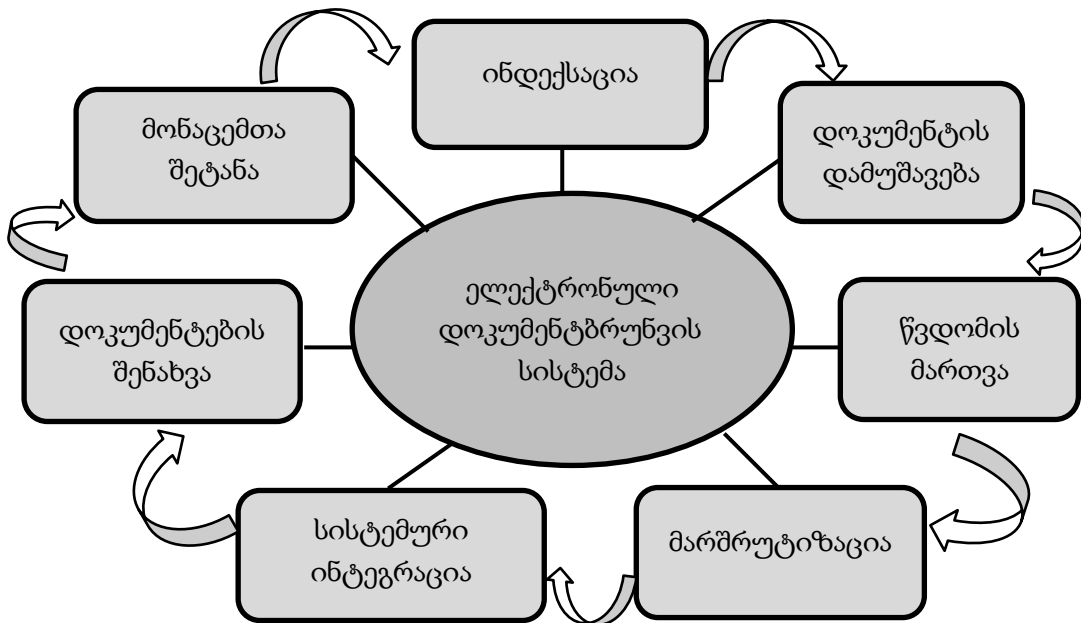 ინდექსაცია
მონაცემთა
შეტანა
დოკუმენტის
დამუშავება
ელექტრონული
დოკუმენტბრუნვის
სისტემა
დოკუმენტების
შენახვა
წვდომის
მართვა
სისტემური
ინტეგრაცია
მარშრუტიზაცია